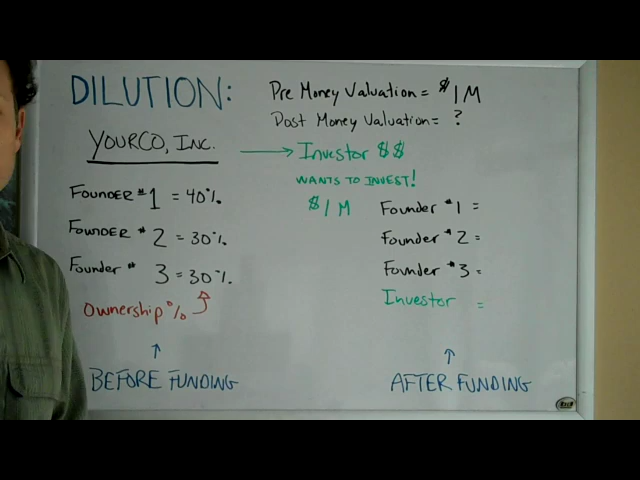 DILUTION:
Pre Money Valuation = $1M
Post Money Valuation = ?
YOURCO, INC.
Investor $$
WANTS TO INVEST!
$1M
FOUNDER #1 = 40%
FOUNDER # 2 = 30%
Founder # 3 = 30%
Ownership %
BEFORE FUNDING
Founder #1 =
Founder #2 =
Founder #3 =
Investor =
AFTER FUNDING